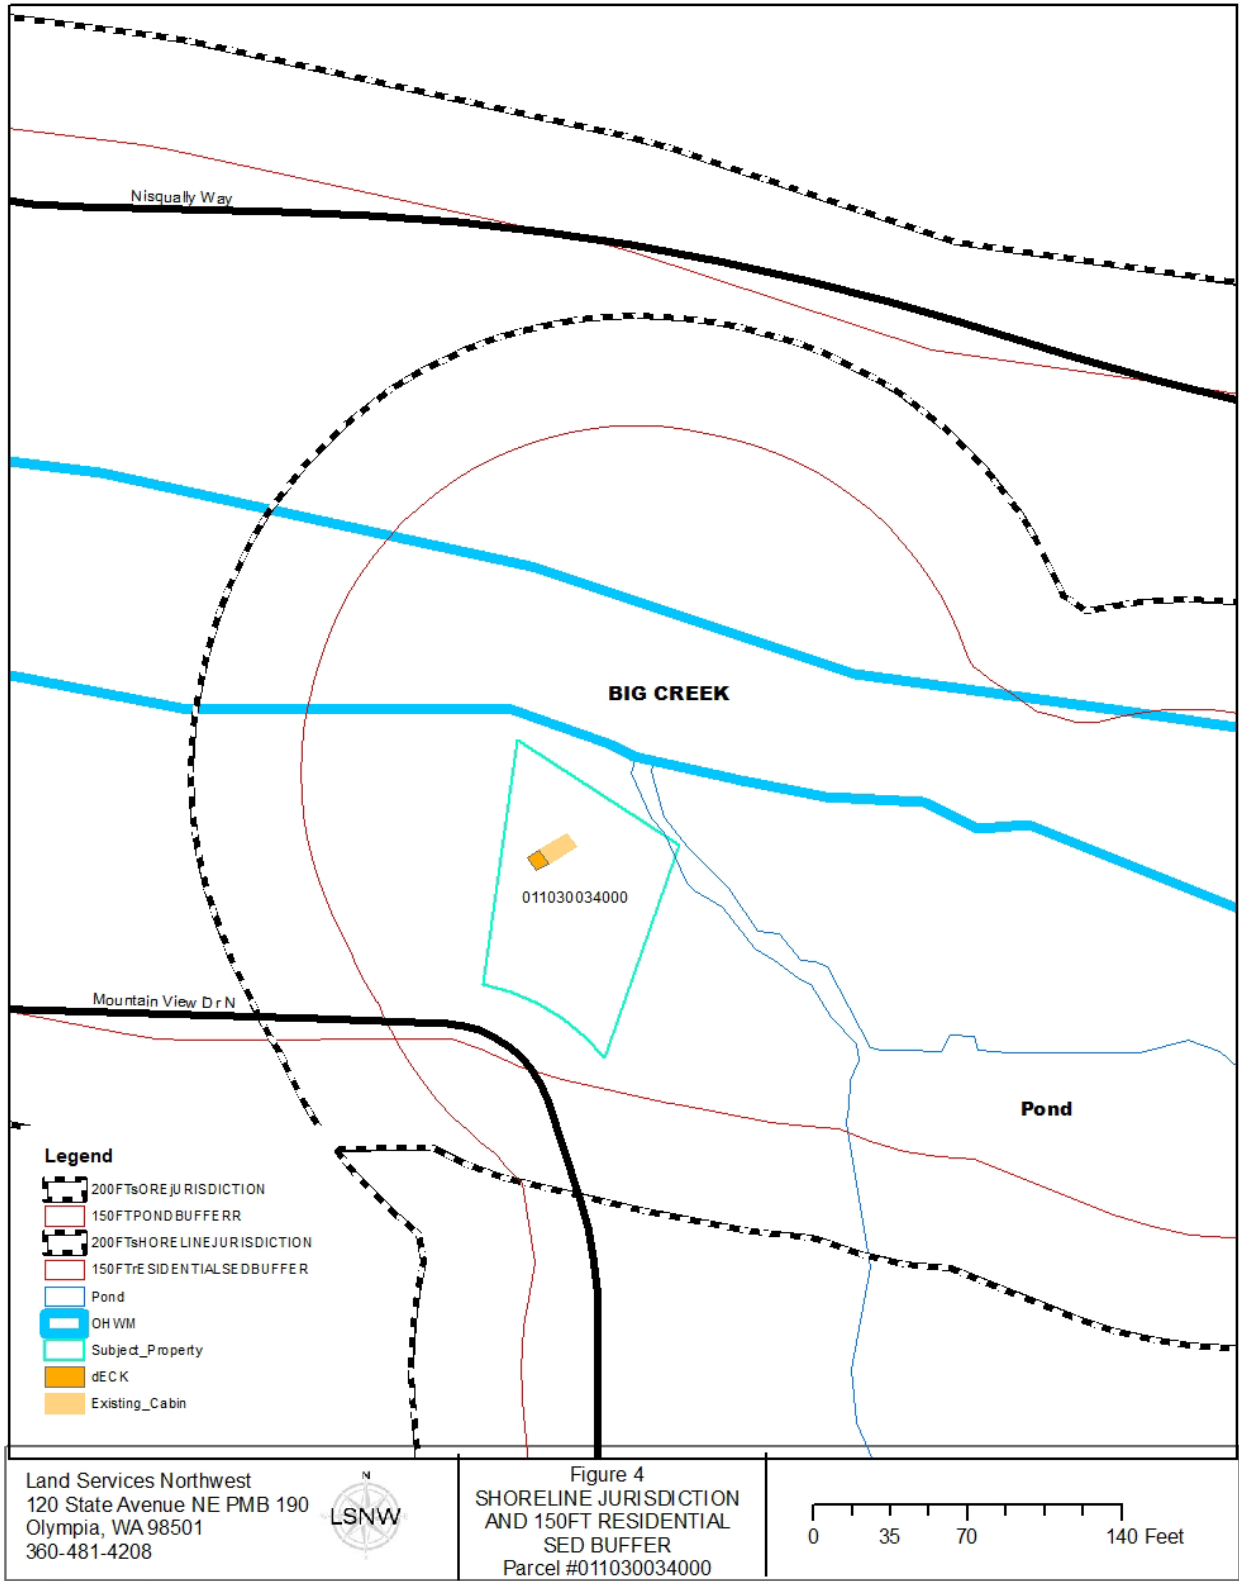 Nisqually Way
BIG CREEK
011030034000
Mountain View Dr N
Pond
Legend
200FTsOREjURISDICTION
150FTPONDBUFFERR
200FTsHORELINEJURISDICTION
150FTrESIDENTIALSEDBUFFER
Pond
OHWM
Subject_Property
dECK
Existing_Cabin
Land Services Northwest
120 State Avenue NE PMB 190
Olympia, WA 98501
360-481-4208
N
LSNW
Figure 4
SHORELINE JURISDICTION
AND 150FT RESIDENTIAL
SED BUFFER
Parcel #011030034000
0 35 70 140 Feet